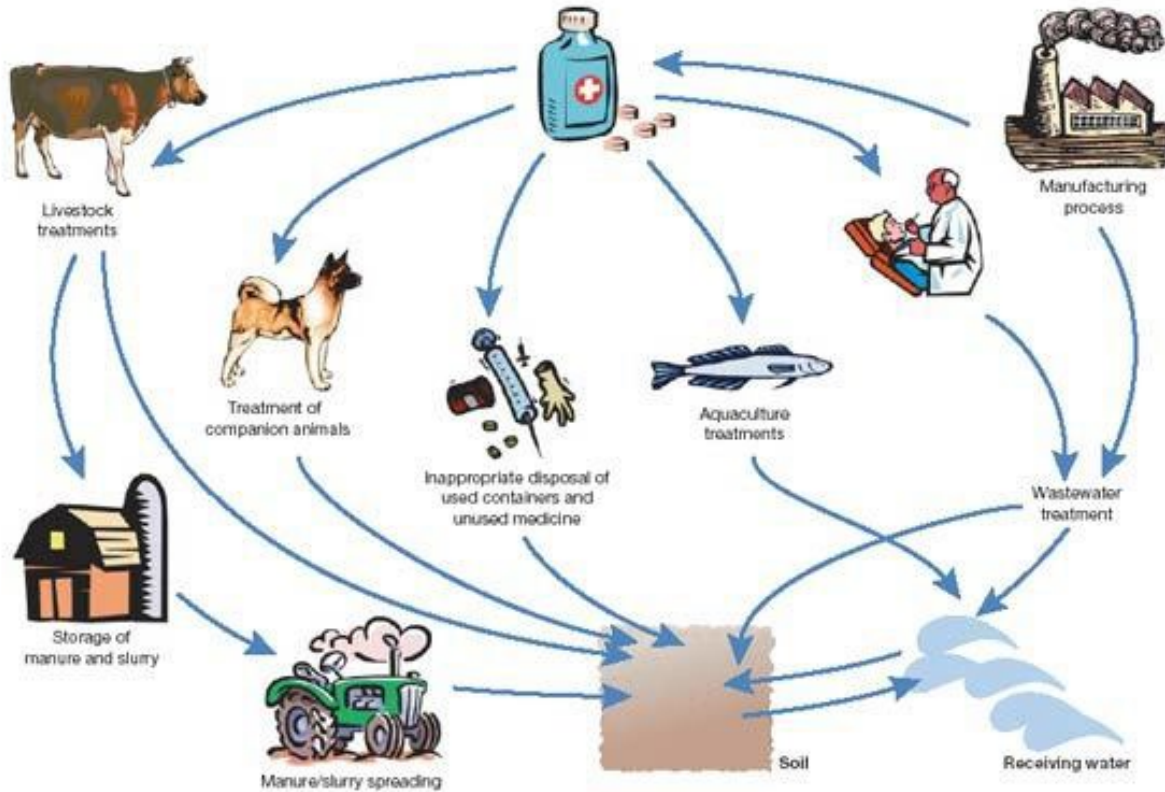 Livestock
treatments
Manufacturing
process
Treatment of
companion animals
Inappropriate disposal of
used containers and
unused medicine
Aquaculture
treatments
Wastewater
treatment
Storage of
manure and slurry
Manure/slurry spreading
Soil
Receiving water